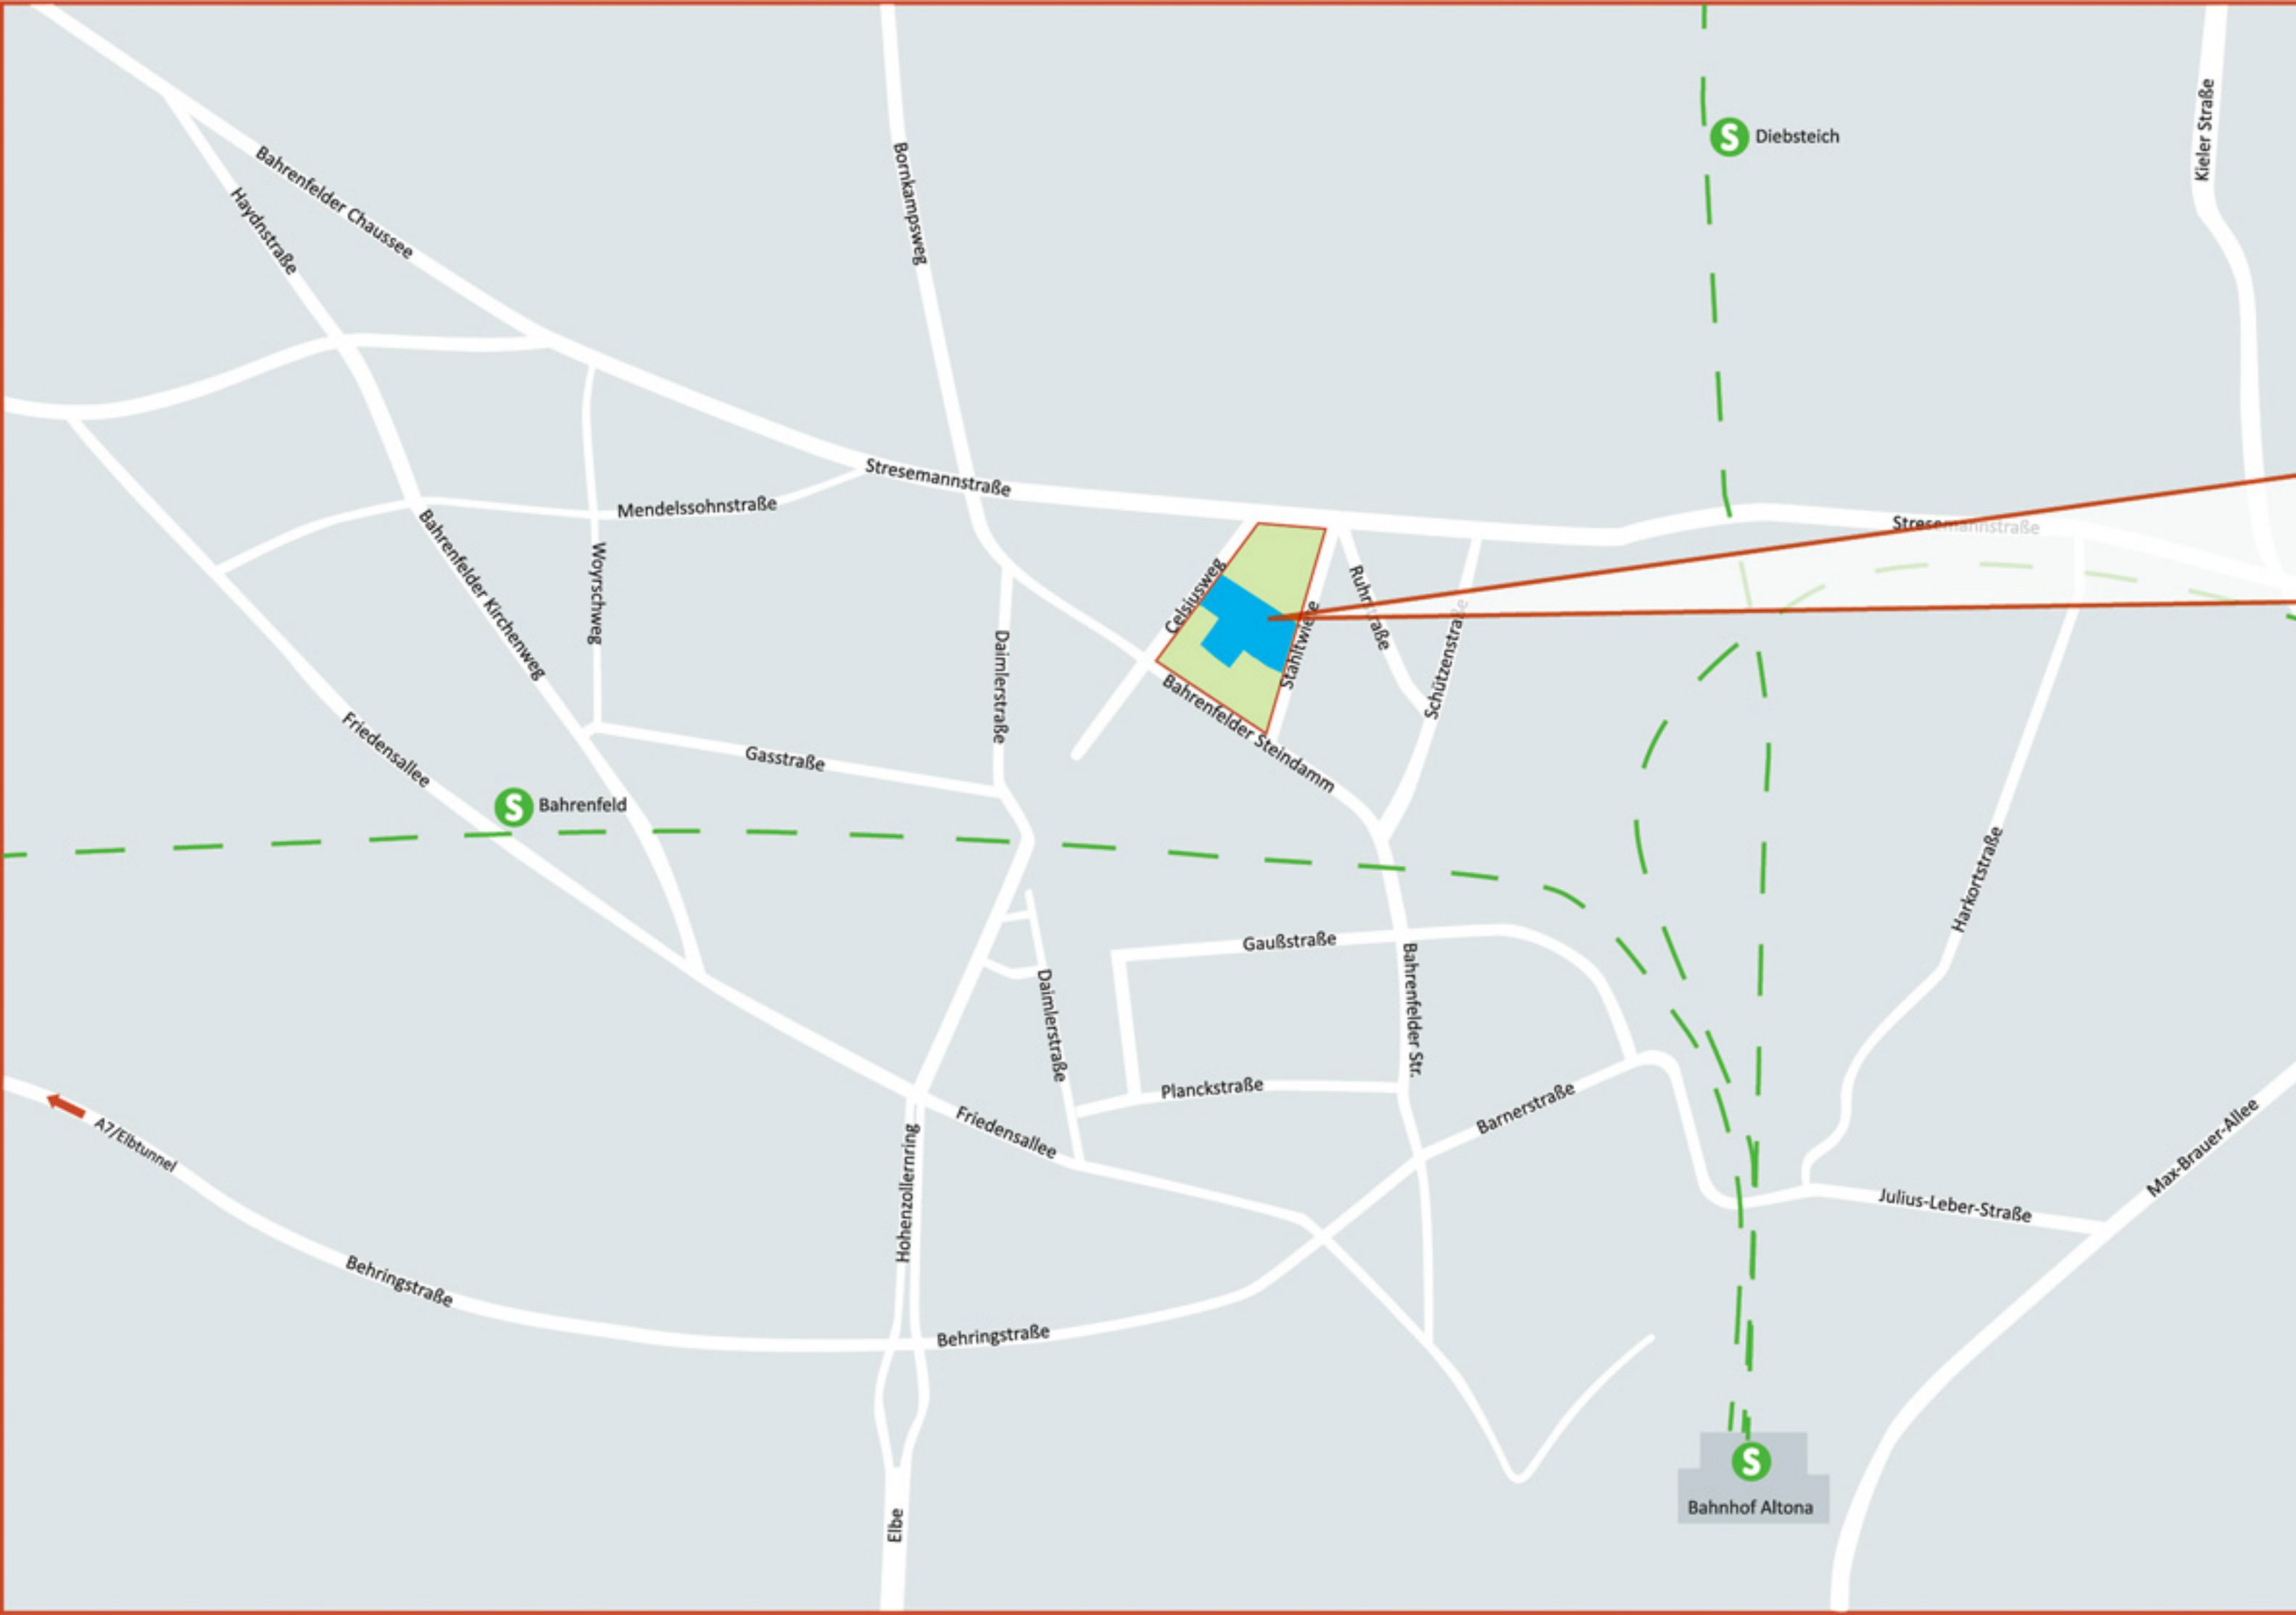 Bahrenfelder Chaussee
Haydnstraße
Bornkampsweg
S
Diebsteich
Kieler Straße
Stresemannstraße
Mendelssohnstraße
Stresemannstraße
Bahrenfelder Kirchenweg
Woyrschweg
Celsiusweg
Ruhrstraße
Stahltwiete
Schützenstraße
Daimlerstraße
Bahrenfelder Steindamm
Friedensallee
Gasstraße
S
Bahrenfeld
Harkortstraße
Gaußstraße
Bahrenfelder Str.
Daimlerstraße
Planckstraße
Barnerstraße
Friedensallee
A7/Elbtunnel
Hohenzollernring
Max-Brauer-Allee
Julius-Leber-Straße
Behringstraße
Behringstraße
S
Bahnhof Altona
Elbe